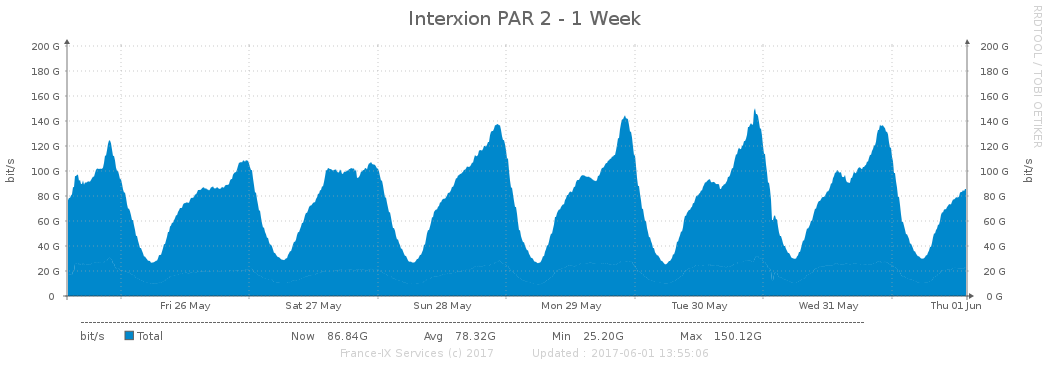 Interxion PAR 2 - 1 Week
RRDTOOL / TOBI OETIKER
200 G 200 G
180 G 180 G
160 G 160 G
140 G 140 G
120 G 120 G
100 G 100 G
80 G 80 G
60 G 60 G
40 G 40 G
20 G 20 G
0 0 G
bit/s
bit/s
Fri 26 May Sat 27 May Sun 28 May Mon 29 May Tue 30 May Wed 31 May Thu 01 Jun
bit/s Total Now 86.84G Avg 78.32G Min 25.20G Max 150.12G
France-IX Services (c) 2017 Updated : 2017-06-01 13:55:06